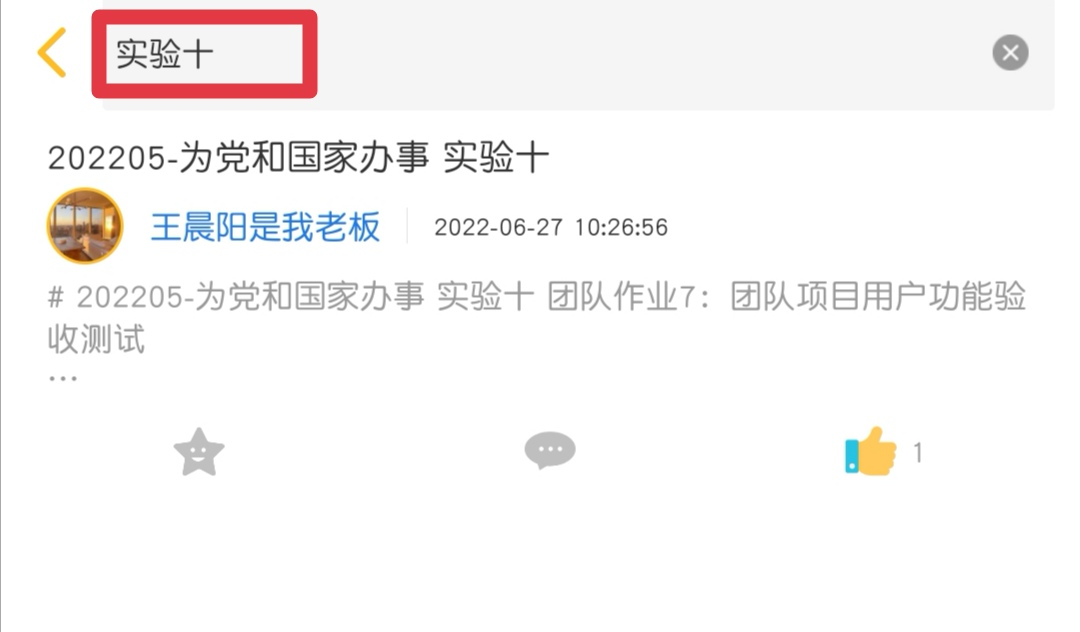 实验十
202205-为党和国家办事 实验十
王晨阳是我老板 2022-06-27 10:26:56
# 202205-为党和国家办事 实验十 团队作业7：团队项目用户功能验
收测试
...
1